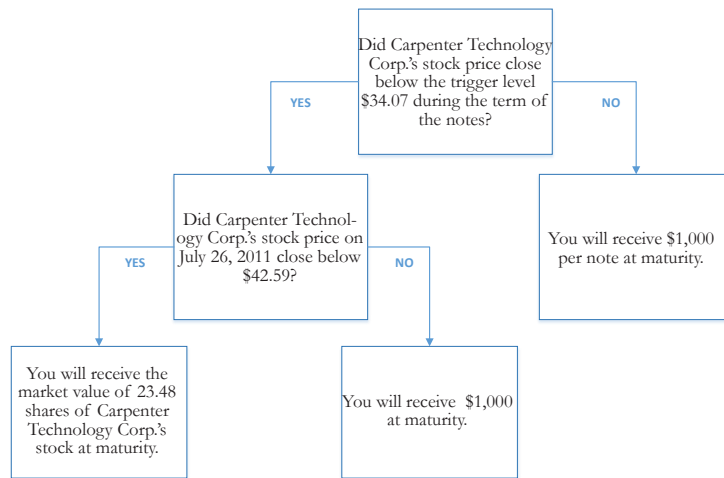 Did Carpenter Technology
Corp.'s stock price close
below the trigger level
$34.07 during the term of
the notes?
YES
NO
Did Carpenter Technol-
ogy Corp.'s stock price on
July 26, 2011 close below
$42.59?
You will receive $1,000
per note at maturity.
YES
NO
You will receive the
market value of 23.48
shares of Carpenter
Technology Corp.'s
stock at maturity.
You will receive $1,000
at maturity.